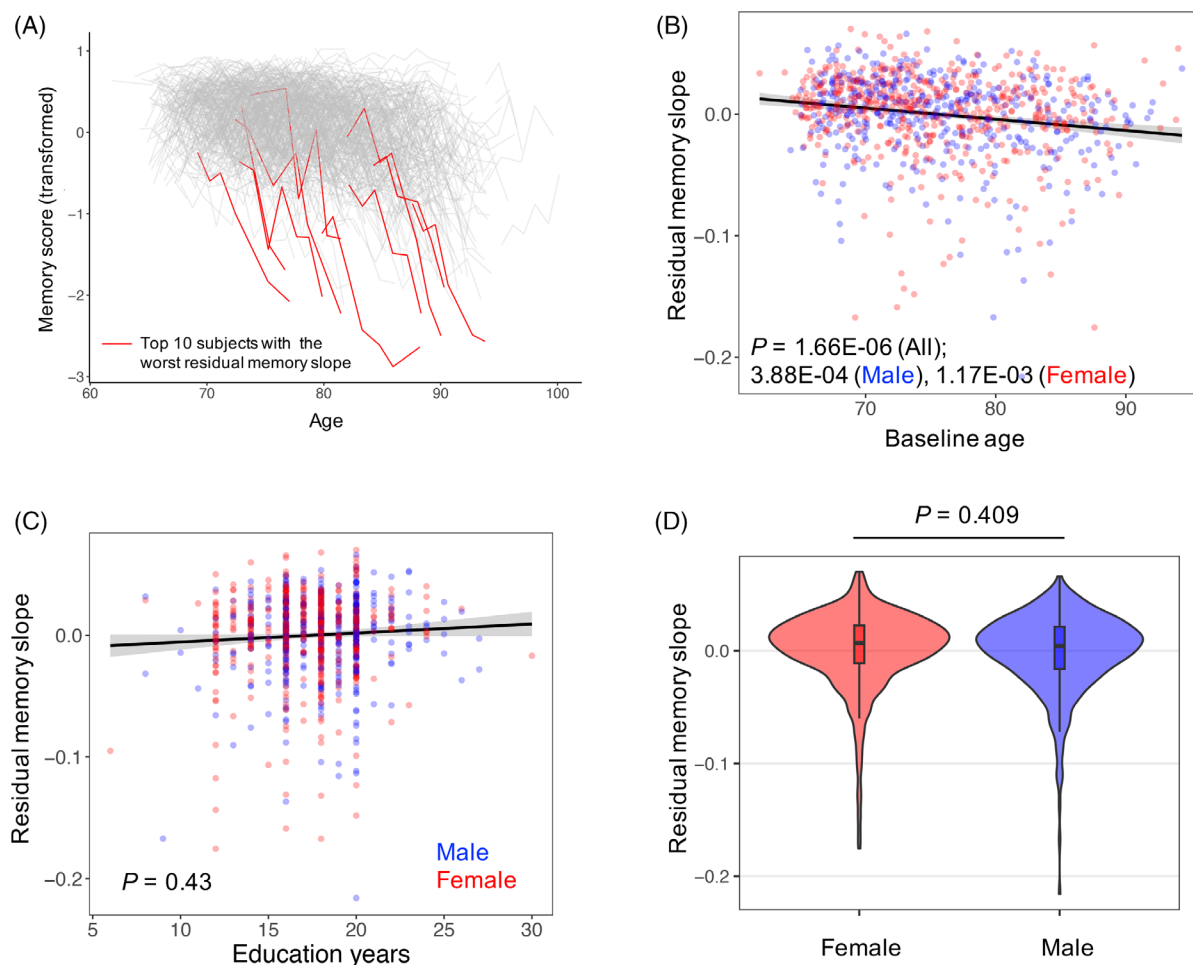 (A)
Memory score (transformed)
1
0
−1
−2
−3
Top 10 subjects with the
worst residual memory slope
60 70 80 90 100
Age
(B)
Residual memory slope
0.0
−0.1
−0.2
P = 1.66E-06 (All);
3.88E-04 (Male), 1.17E-03 (Female)
70 80 90
Baseline age
(C)
Residual memory slope
0.0
−0.1
−0.2
Male
Female
P = 0.43
5 10 15 20 25 30
Education years
(D)
P = 0.409
Residual memory slope
0.0
−0.1
−0.2
Female Male